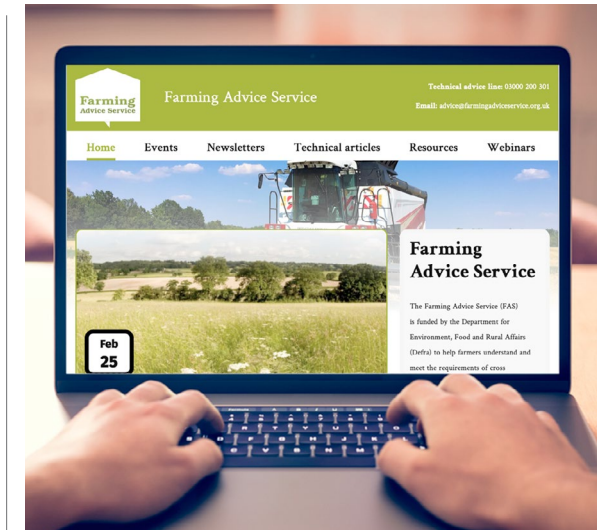 Farming
Advice Service
Farming Advice Service
Technical advice line: 03000 200 301
Email: advice@farmingadviceservice.org.uk
Home Events Newsletters Technical articles Resources Webinars
Farming
Advice Service
The Farming Advice Service (FAS)
is funded by the Department for
Environment, Food and Rural Affairs
(Defra) to help farmers understand and
meet the requirements of cross
Feb
25